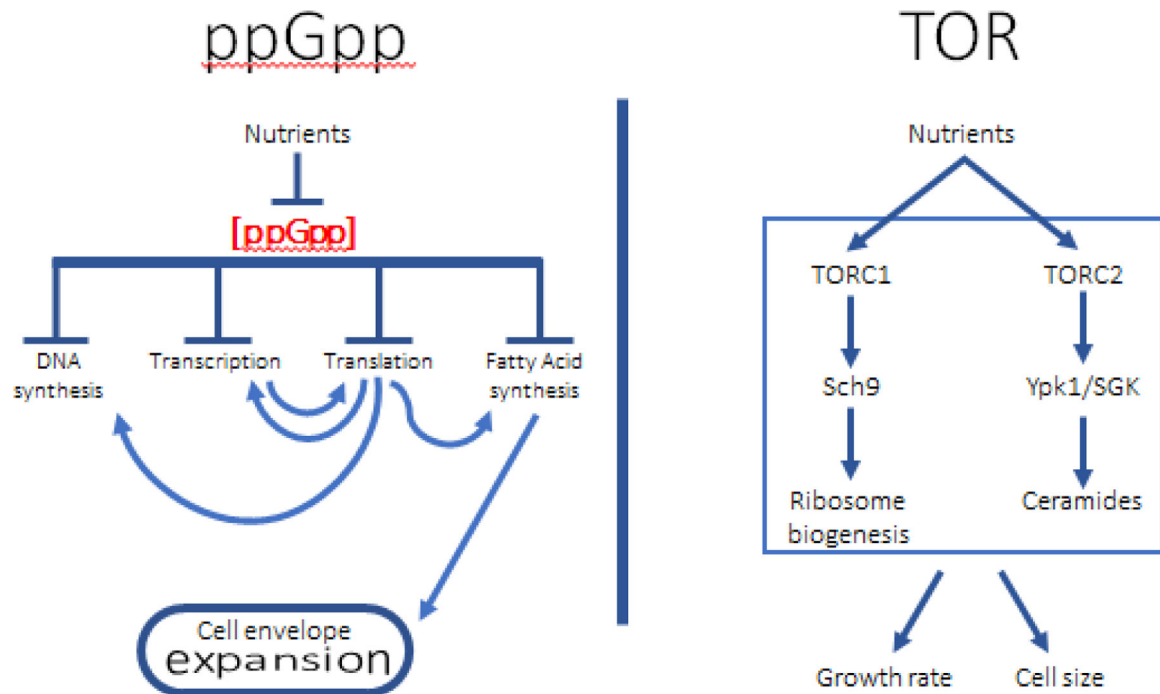 ppGpp
Nutrients
[ppGpp]
DNA
synthesis
Transcription
Translation
Fatty Acid
synthesis
Cell envelope
expansion
TOR
Nutrients
TORC1
TORC2
Sch9
Ypk1/SGK
Ribosome
biogenesis
Ceramides
Growth rate
Cell size